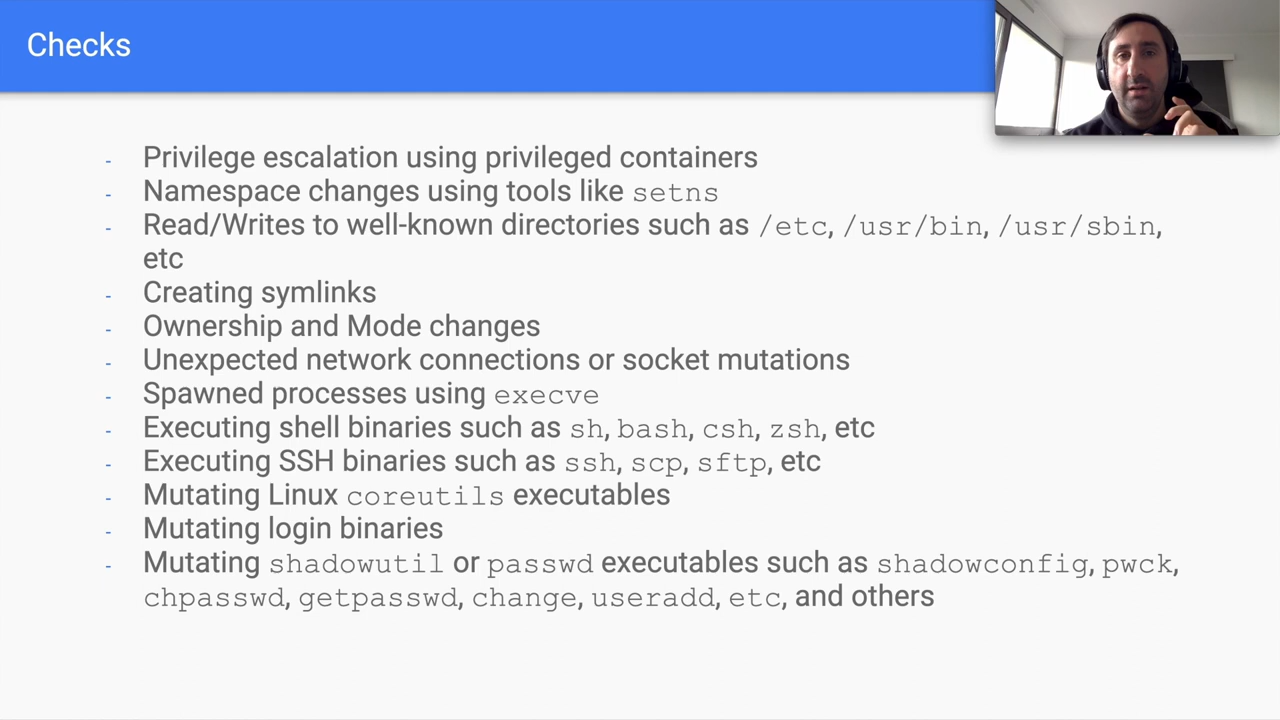 Checks
- Privilege escalation using privileged containers
- Namespace changes using tools like setns
- Read/Writes to well-known directories such as /etc, /usr/bin, /usr/sbin,
etc
- Creating symlinks
- Ownership and Mode changes
- Unexpected network connections or socket mutations
- Spawned processes using execve
- Executing shell binaries such as sh, bash, csh, zsh, etc
- Executing SSH binaries such as ssh, scp, sftp, etc
- Mutating Linux coreutils executables
- Mutating login binaries
- Mutating shadowutil or passwd executables such as shadowconfig, pwck,
chpasswd, getpasswd, change, useradd, etc, and others